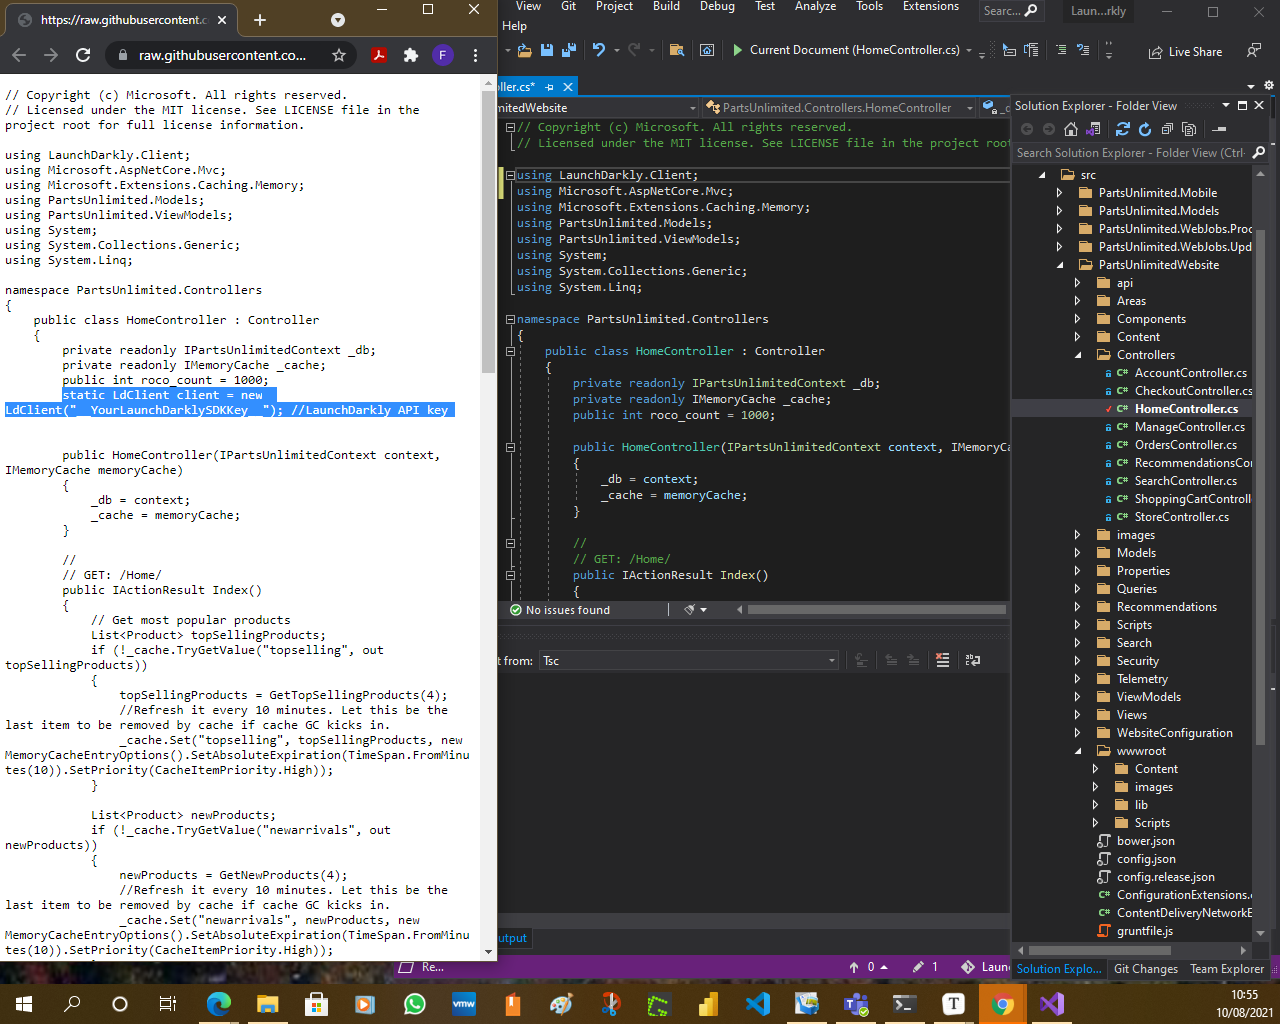 https://raw.githubusercontent.c
raw.githubusercontent.co...
F
// Copyright (c) Microsoft. All rights reserved.
// Licensed under the MIT license. See LICENSE file in the
project root for full license information.
using LaunchDarkly.Client;
using Microsoft.AspNetCore.Mvc;
using Microsoft.Extensions.Caching.Memory;
using PartsUnlimited.Models;
using PartsUnlimited.ViewModels;
using System;
using System.Collections.Generic;
using System.Linq;
namespace PartsUnlimited.Controllers
{
public class HomeController : Controller
{
private readonly IPartsUnlimitedContext _db;
private readonly IMemoryCache _cache;
public int roco_count = 1000;
static LdClient client = new
LdClient("__YourLaunchDarklySDKKey__"); //LaunchDarkly API key
public HomeController(IPartsUnlimitedContext context,
IMemoryCache memoryCache)
{
_db = context;
_cache = memoryCache;
}
//
// GET: /Home/
public IActionResult Index()
{
// Get most popular products
List<Product> topSellingProducts;
if (!_cache.TryGetValue("topselling", out
topSellingProducts))
{
topSellingProducts = GetTopSellingProducts(4);
//Refresh it every 10 minutes. Let this be the
last item to be removed by cache if cache GC kicks in.
_cache.Set("topselling", topSellingProducts, new
MemoryCacheEntryOptions().SetAbsoluteExpiration(TimeSpan.FromMinu
tes(10)).SetPriority(CacheItemPriority.High));
}
List<Product> newProducts;
if (!_cache.TryGetValue("newarrivals", out
newProducts))
{
newProducts = GetNewProducts(4);
//Refresh it every 10 minutes. Let this be the
last item to be removed by cache if cache GC kicks in.
_cache.Set("newarrivals", newProducts, new
MemoryCacheEntryOptions().SetAbsoluteExpiration(TimeSpan.FromMinu
tes(10)).SetPriority(CacheItemPriority.High));
View Git Project Build Debug Test Analyze Tools Extensions
Help
Searc...
Laun...rkly
Current Document (HomeController.cs)
Live Share
ller.cs*
mitedWebsite
PartsUnlimited.Controllers.HomeController
// Copyright (c) Microsoft. All rights reserved.
// Licensed under the MIT license. See LICENSE file in the project root
using LaunchDarkly.Client;
using Microsoft.AspNetCore.Mvc;
using Microsoft.Extensions.Caching.Memory;
using PartsUnlimited.Models;
using PartsUnlimited.ViewModels;
using System;
using System.Collections.Generic;
using System.Linq;
namespace PartsUnlimited.Controllers
{
public class HomeController : Controller
{
private readonly IPartsUnlimitedContext _db;
private readonly IMemoryCache _cache;
public int roco_count = 1000;
public HomeController(IPartsUnlimitedContext context, IMemoryCa
{
_db = context;
_cache = memoryCache;
}
//
// GET: /Home/
public IActionResult Index()
{
No issues found
t from: Tsc
utput
Solution Explorer - Folder View
Search Solution Explorer - Folder View (Ctrl-
src
PartsUnlimited.Mobile
PartsUnlimited.Models
PartsUnlimited.WebJobs.Proc
PartsUnlimited.WebJobs.Upd
PartsUnlimitedWebsite
api
Areas
Components
Content
Controllers
C# AccountController.cs
C# CheckoutController.cs
C# HomeController.cs
C# ManageController.cs
C# OrdersController.cs
C# RecommendationsCo
C# SearchController.cs
C# ShoppingCartControll
C# StoreController.cs
images
Models
Properties
Queries
Recommendations
Scripts
Search
Security
Telemetry
ViewModels
Views
WebsiteConfiguration
wwwroot
Content
images
lib
Scripts
bower.json
config.json
config.release.json
C# ConfigurationExtensions.
C# ContentDeliveryNetworkE
gruntfile.js
Solution Explo... Git Changes Team Explorer
Re...
0
1
Laun
vmw
T
10:55
10/08/2021